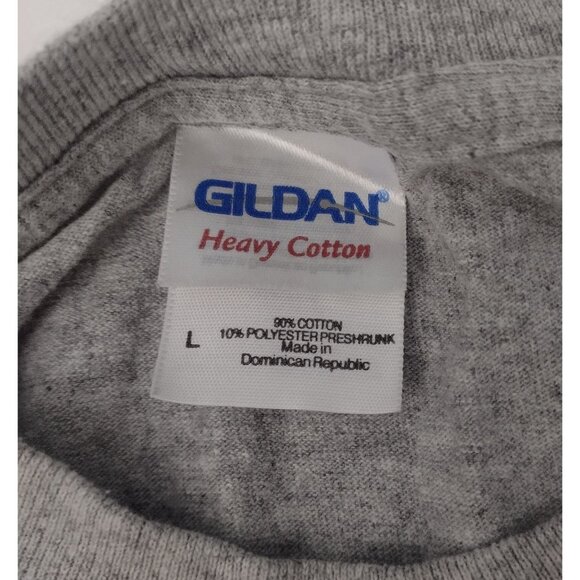 GILDAN®
Heavy Cotton
L
90% COTTON
10% POLYESTER PRESHRUNK
Made in
Dominican Republic